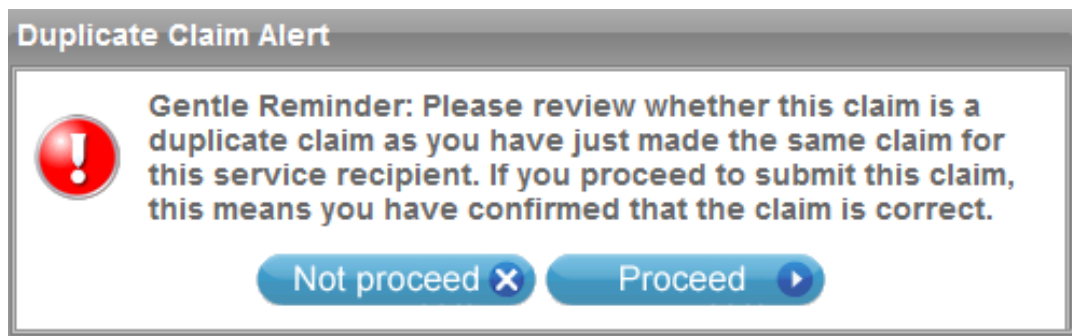 Duplicate Claim Alert
Gentle Reminder: Please review whether this claim is a
duplicate claim as you have just made the same claim for
this service recipient. If you proceed to submit this claim,
this means you have confirmed that the claim is correct.
Not proceed Proceed